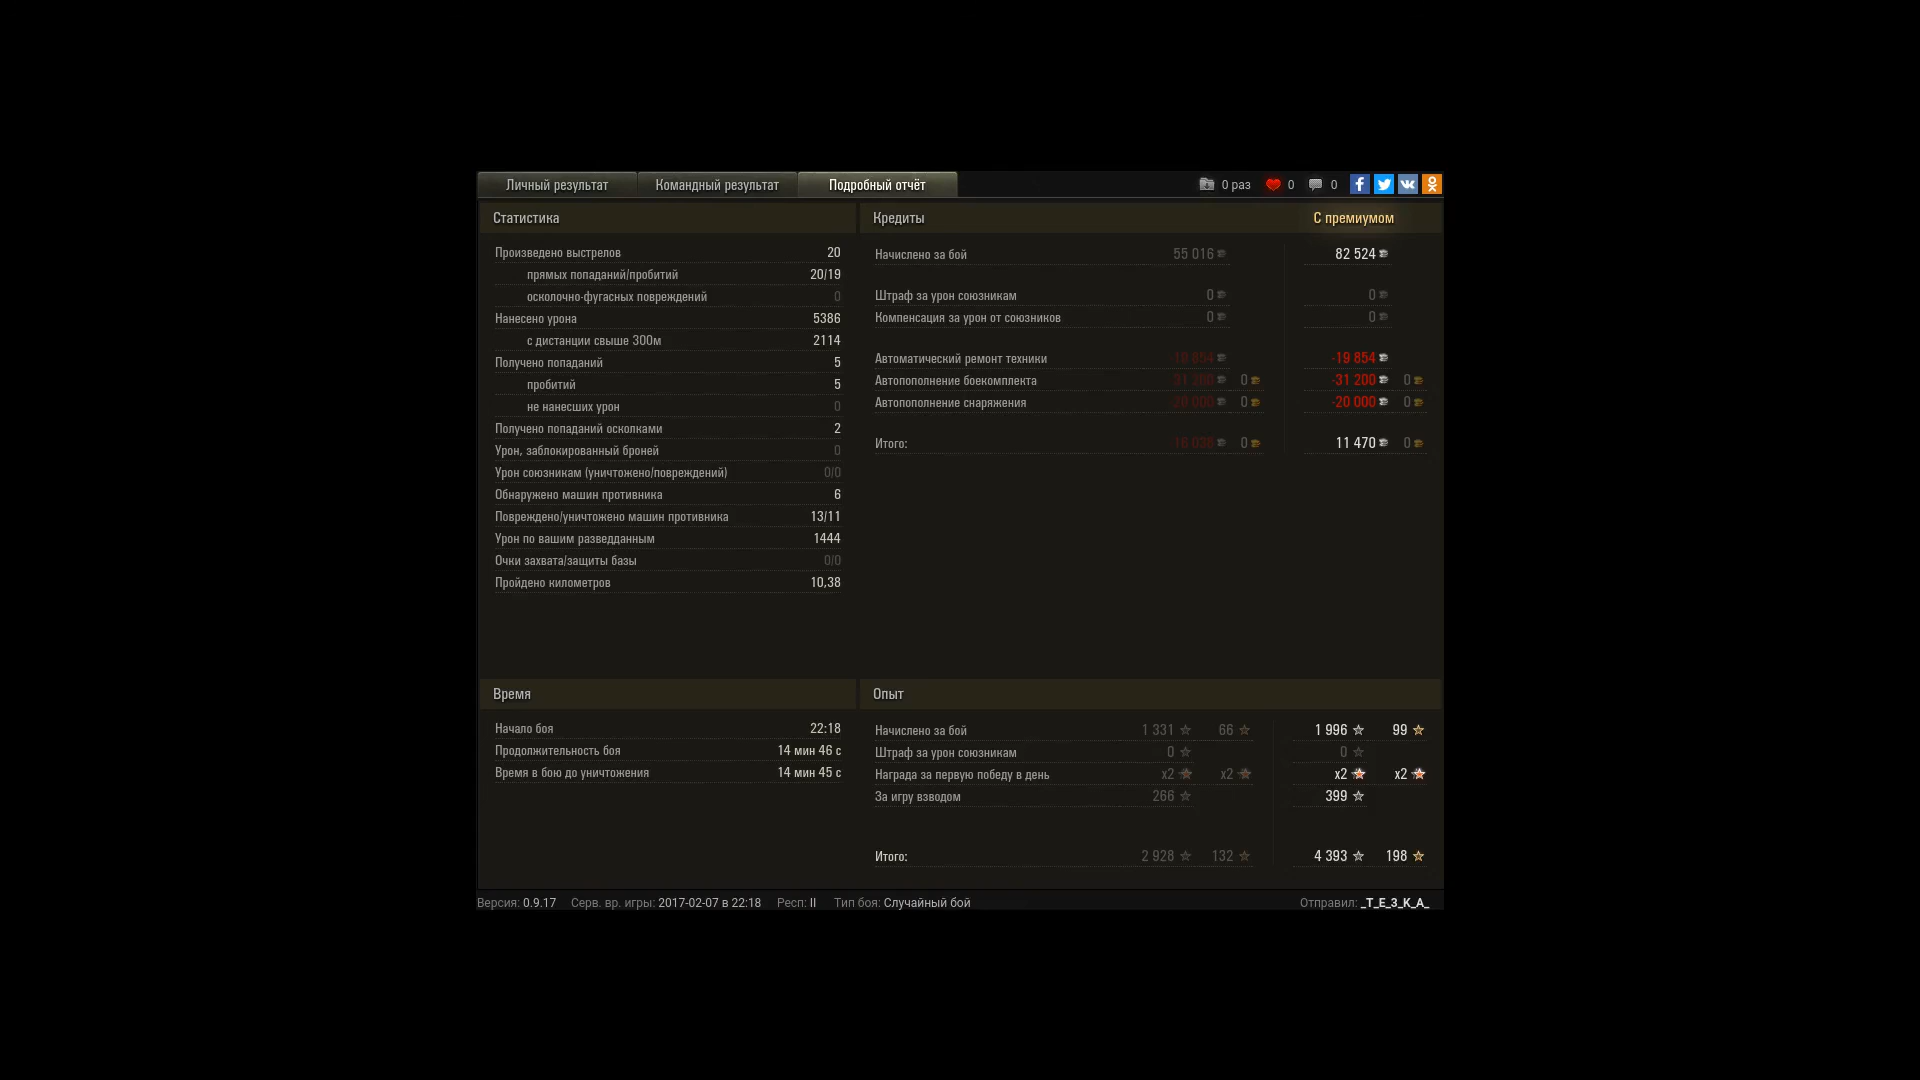 Личный результат Командный результат Подробный отчёт 0 раз 0 0
Статистика
Произведено выстрелов 20
прямых попаданий/пробитий 20/19
осколочно-фугасных повреждений 0
Нанесено урона 5386
с дистанции свыше 300м 2114
Получено попаданий 5
пробитий 5
не нанесших урон 0
Получено попаданий осколками 2
Урон, заблокированный броней 0
Урон союзникам (уничтожено/повреждений) 0/0
Обнаружено машин противника 6
Повреждено/уничтожено машин противника 13/11
Урон по вашим разведданным 1444
Очки захвата/защиты базы 0/0
Пройдено километров 10,38
Кредиты С премиумом
Начислено за бой 55 016 82 524
Штраф за урон союзникам 0 0
Компенсация за урон от союзников 0 0
Автоматический ремонт техники -19 854 -19 854
Автопополнение боекомплекта -31 200 0 -31 200 0
Автопополнение снаряжения -20 000 0 -20 000 0
Итого: -16 038 0 11 470 0
Время
Начало боя 22:18
Продолжительность боя 14 мин 46 с
Время в бою до уничтожения 14 мин 45 с
Опыт
Начислено за бой 1 331 66 1 996 99
Штраф за урон союзникам 0 0
Награда за первую победу в день x2 x2 x2 x2
За игру взводом 266 399
Итого: 2 928 132 4 393 198
Версия: 0.9.17 Серв. вр. игры: 2017-02-07 в 22:18 Респ: II Тип боя: Случайный бой Отправил: _T_E_3_K_A_